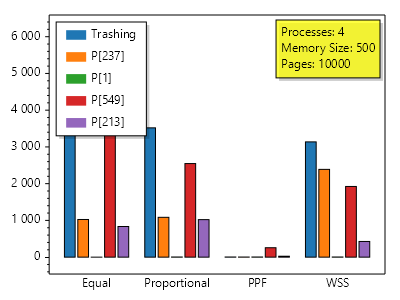 6 000
5 000
4 000
3 000
2 000
1 000
0
Trashing
P[237]
P[1]
P[549]
P[213]
Processes: 4
Memory Size: 500
Pages: 10000
Equal
Proportional
PPF
WSS